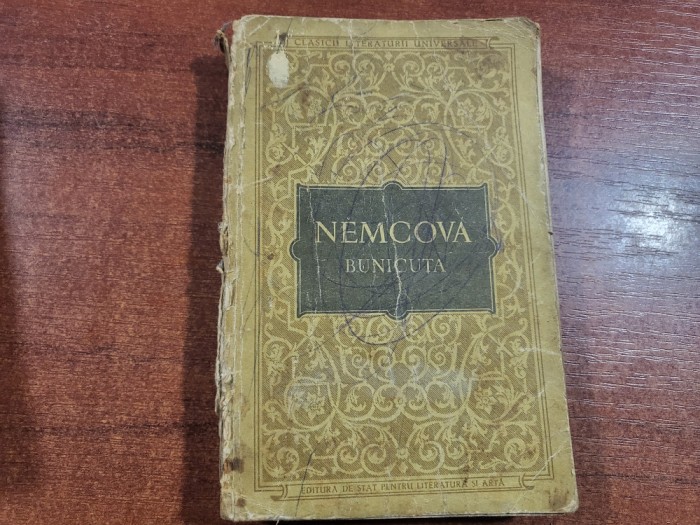 CLASICII LITERATURII UNIVERSALE
NEMCOVA
BUNICUTA
EDITURA DE STAT PENTRU LITERATURĂ ȘI ARTĂ